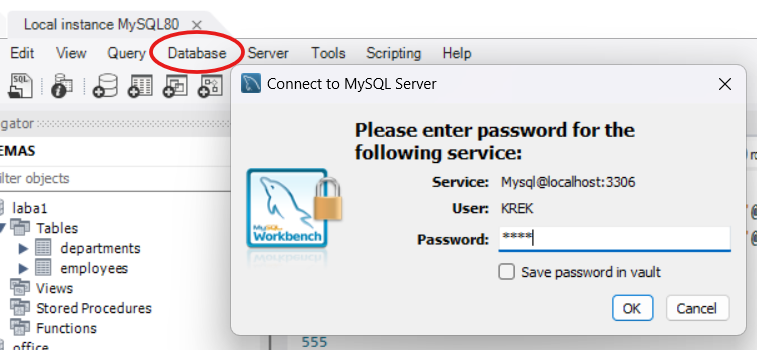 Local instance MySQL80
Edit View Query Database Server Tools Scripting Help
SQL
Connect to MySQL Server
gator
Please enter password for the
following service:
EMAS
ilter objects
Service: Mysql@localhost:3306
laba1
User: KREK
Tables
MySQL
Workbench
Password: ****
departments
employees
Save password in vault
Views
Stored Procedures
OK Cancel
Functions
office
555